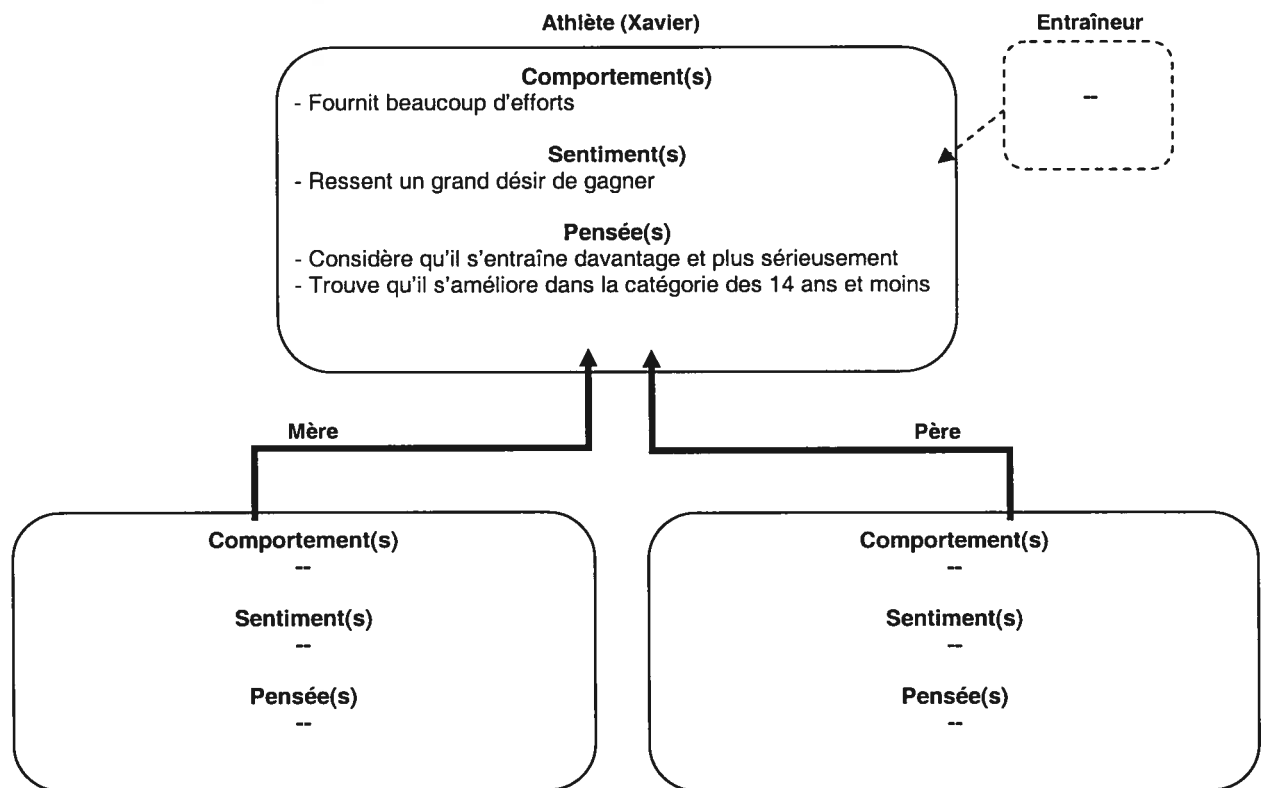 Athlète (Xavier)
Entraîneur
Comportement(s)
- Fournit beaucoup d'efforts
--
Sentiment(s)
- Ressent un grand désir de gagner
Pensée(s)
- Considère qu'il s'entraîne davantage et plus sérieusement
- Trouve qu'il s'améliore dans la catégorie des 14 ans et moins
Mère
Père
Comportement(s)
--
Sentiment(s)
--
Pensée(s)
--
Comportement(s)
--
Sentiment(s)
--
Pensée(s)
--